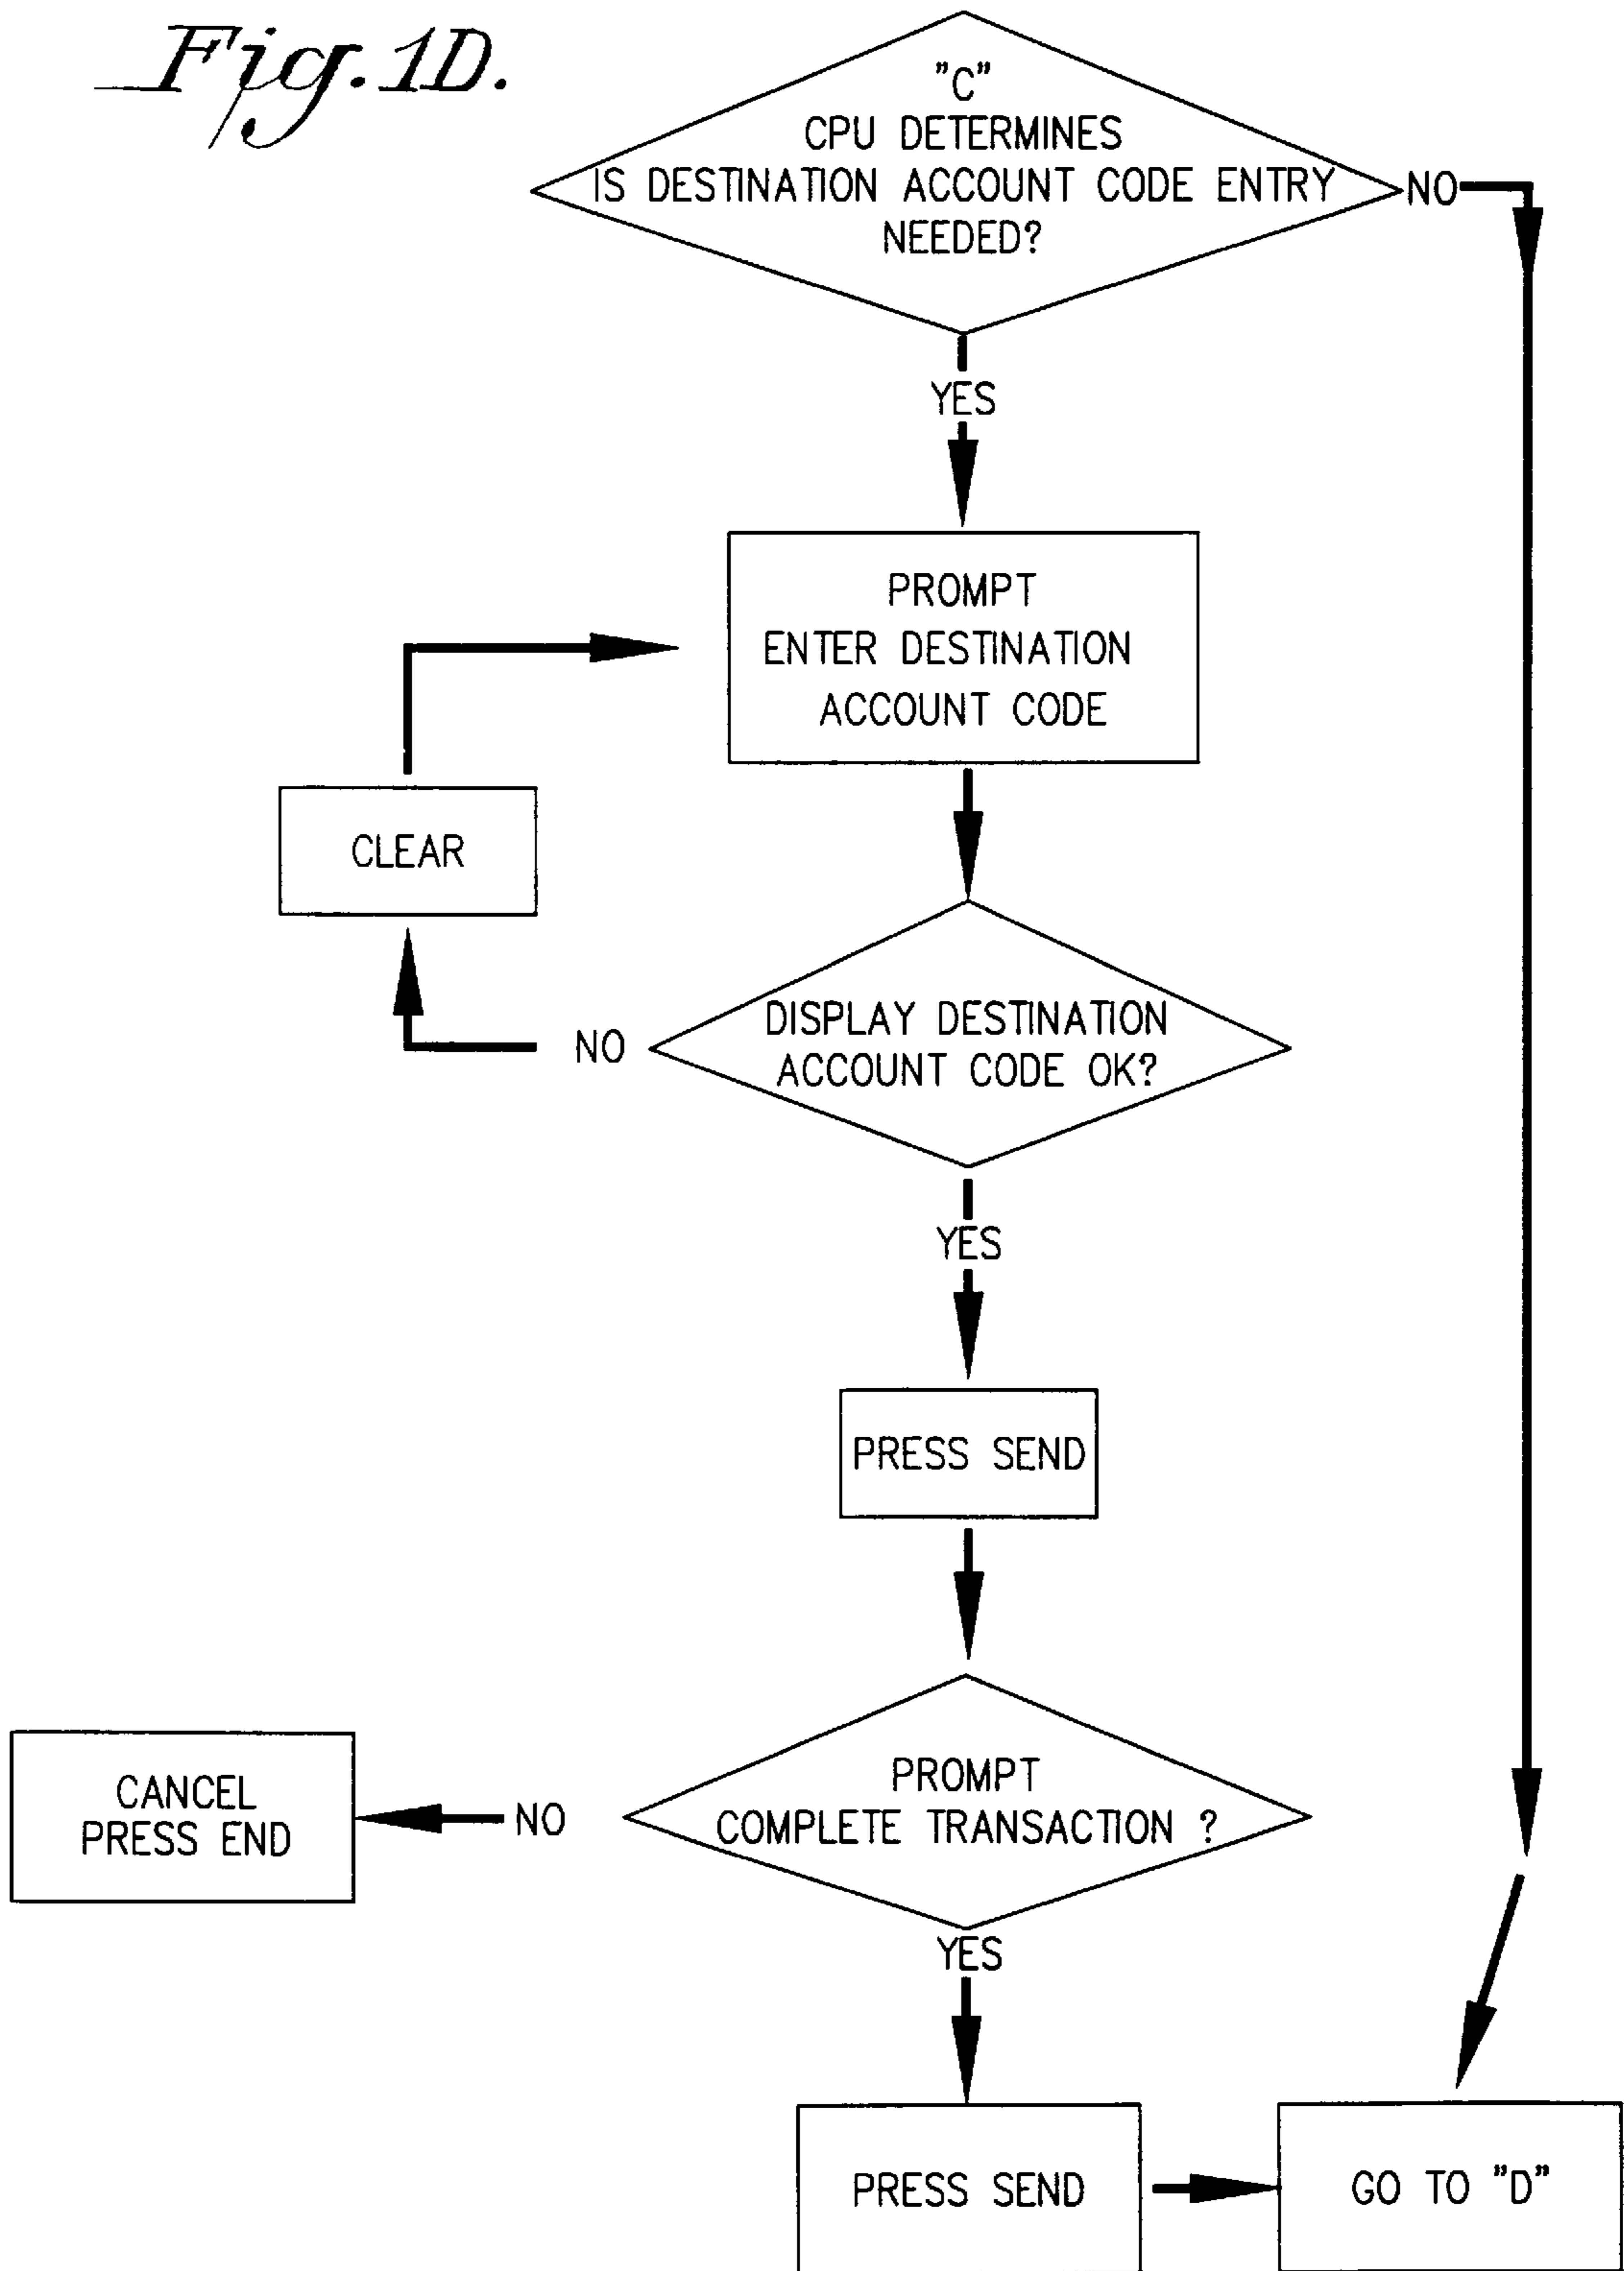 Fig. 1D.
"C"
CPU DETERMINES
IS DESTINATION ACCOUNT CODE ENTRY
NEEDED?
NO
YES
PROMPT
ENTER DESTINATION
ACCOUNT CODE
CLEAR
DISPLAY DESTINATION
ACCOUNT CODE OK?
NO
YES
PRESS SEND
PROMPT
COMPLETE TRANSACTION ?
NO
CANCEL
PRESS END
YES
PRESS SEND
GO TO "D"